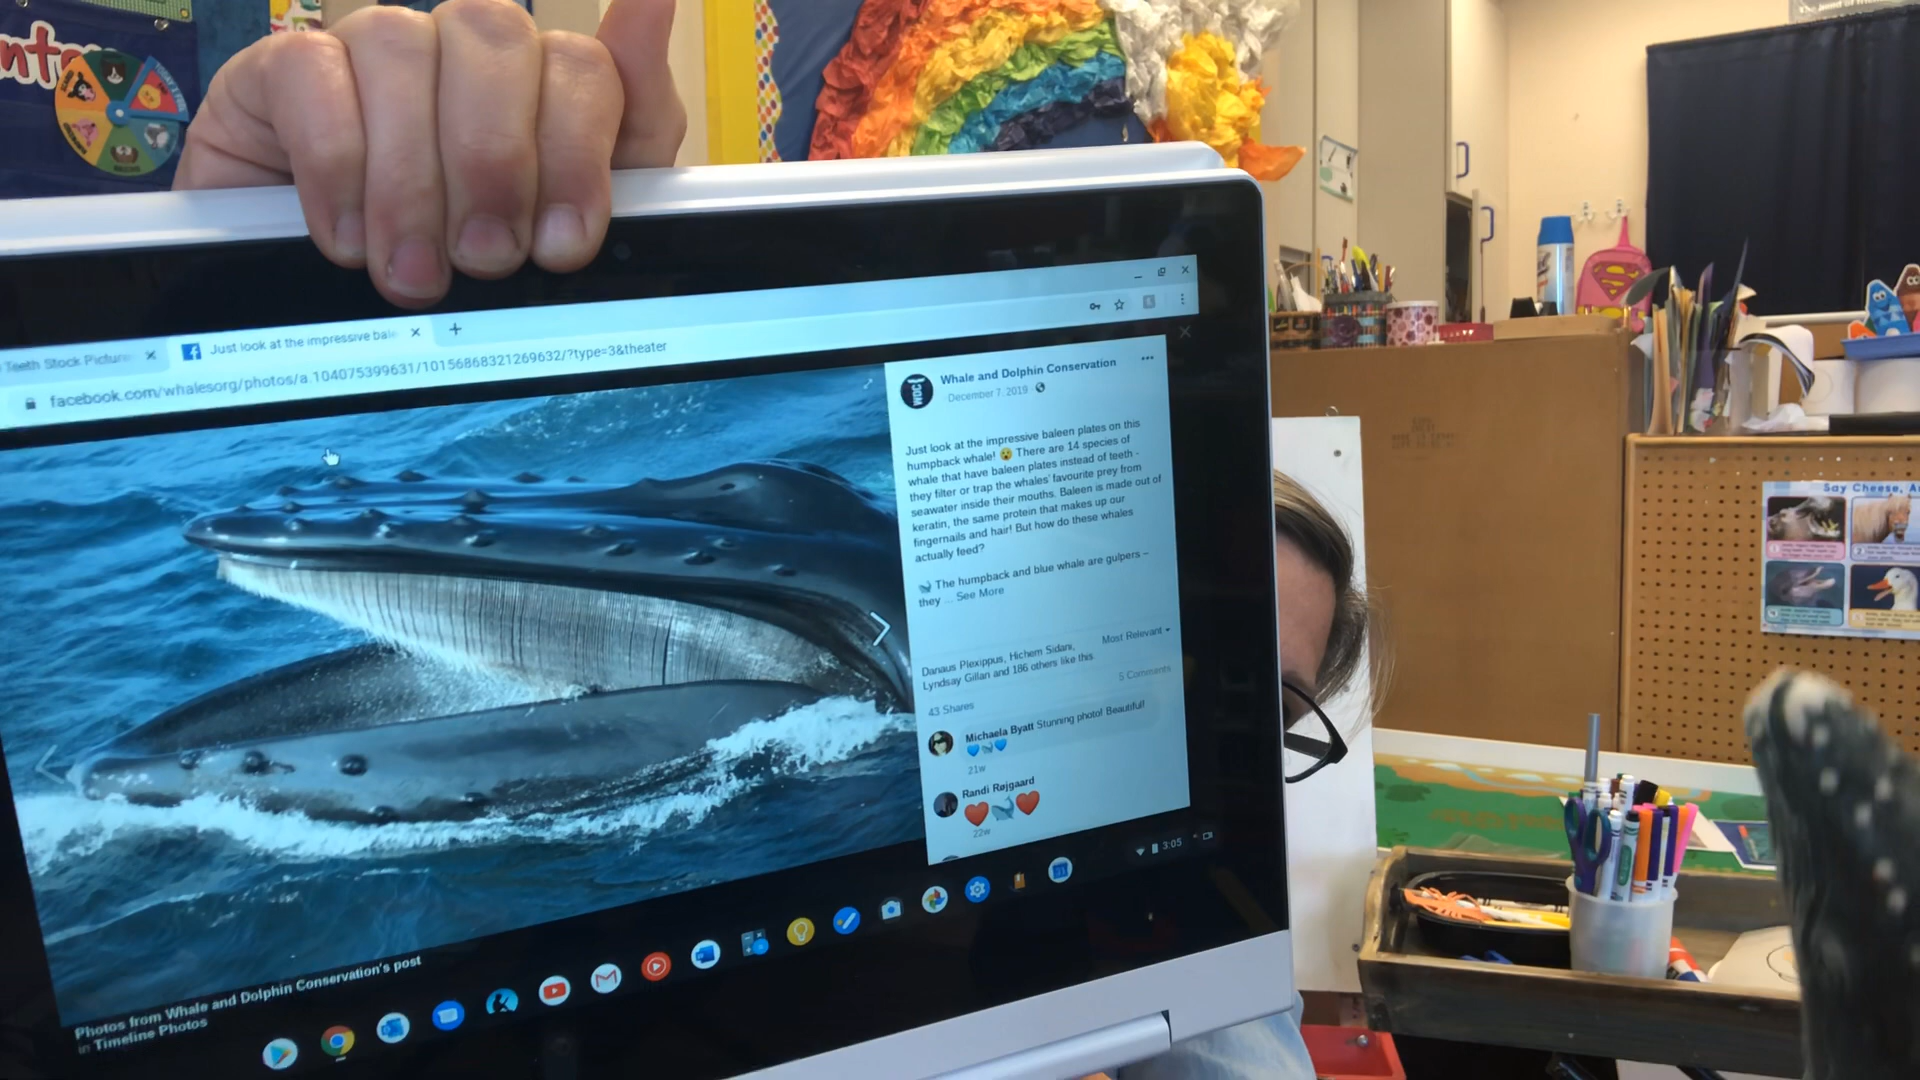 Teeth Stock Picture
Just look at the impressive bale
facebook.com/whalesorg/photos/a.104075399631/10156868321269632/?type=3&theater
WDC
Whale and Dolphin Conservation
December 7, 2019
Just look at the impressive baleen plates on this
humpback whale! 😮 There are 14 species of
whale that have baleen plates instead of teeth -
they filter or trap the whales' favourite prey from
seawater inside their mouths. Baleen is made out of
keratin, the same protein that makes up our
fingernails and hair! But how do these whales
actually feed?
🐋 The humpback and blue whale are gulpers –
they ... See More
Most Relevant
Danaus Plexippus, Hichem Sidani,
Lyndsay Gillan and 186 others like this
5 Comments
43 Shares
Michaela Byatt Stunning photo! Beautiful!
💙🐋💙
21w
Randi Røjgaard
❤️🐋❤️
22w
Photos from Whale and Dolphin Conservation's post
in Timeline Photos
3:05
Say Cheese, A